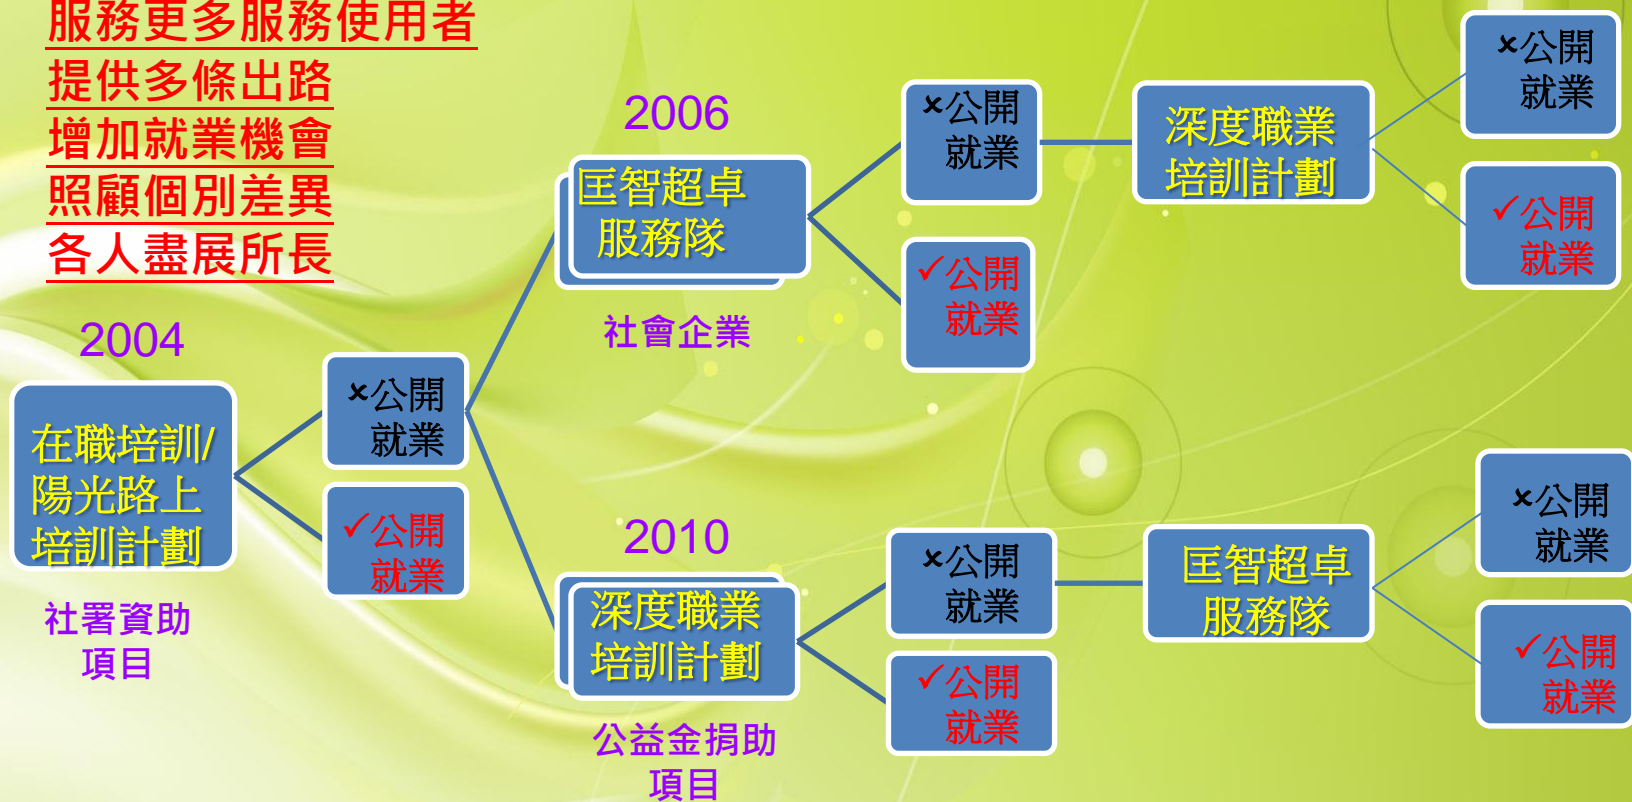 服務更多服務使用者
提供多條出路
增加就業機會
照顧個別差異
各人盡展所長
2004
在職培訓/
陽光路上
培訓計劃
社署資助
項目
×公開
就業
✓公開
就業
2006
匡智超卓
服務隊
社會企業
×公開
就業
✓公開
就業
深度職業
培訓計劃
×公開
就業
✓公開
就業
2010
深度職業
培訓計劃
公益金捐助
項目
×公開
就業
✓公開
就業
匡智超卓
服務隊
×公開
就業
✓公開
就業